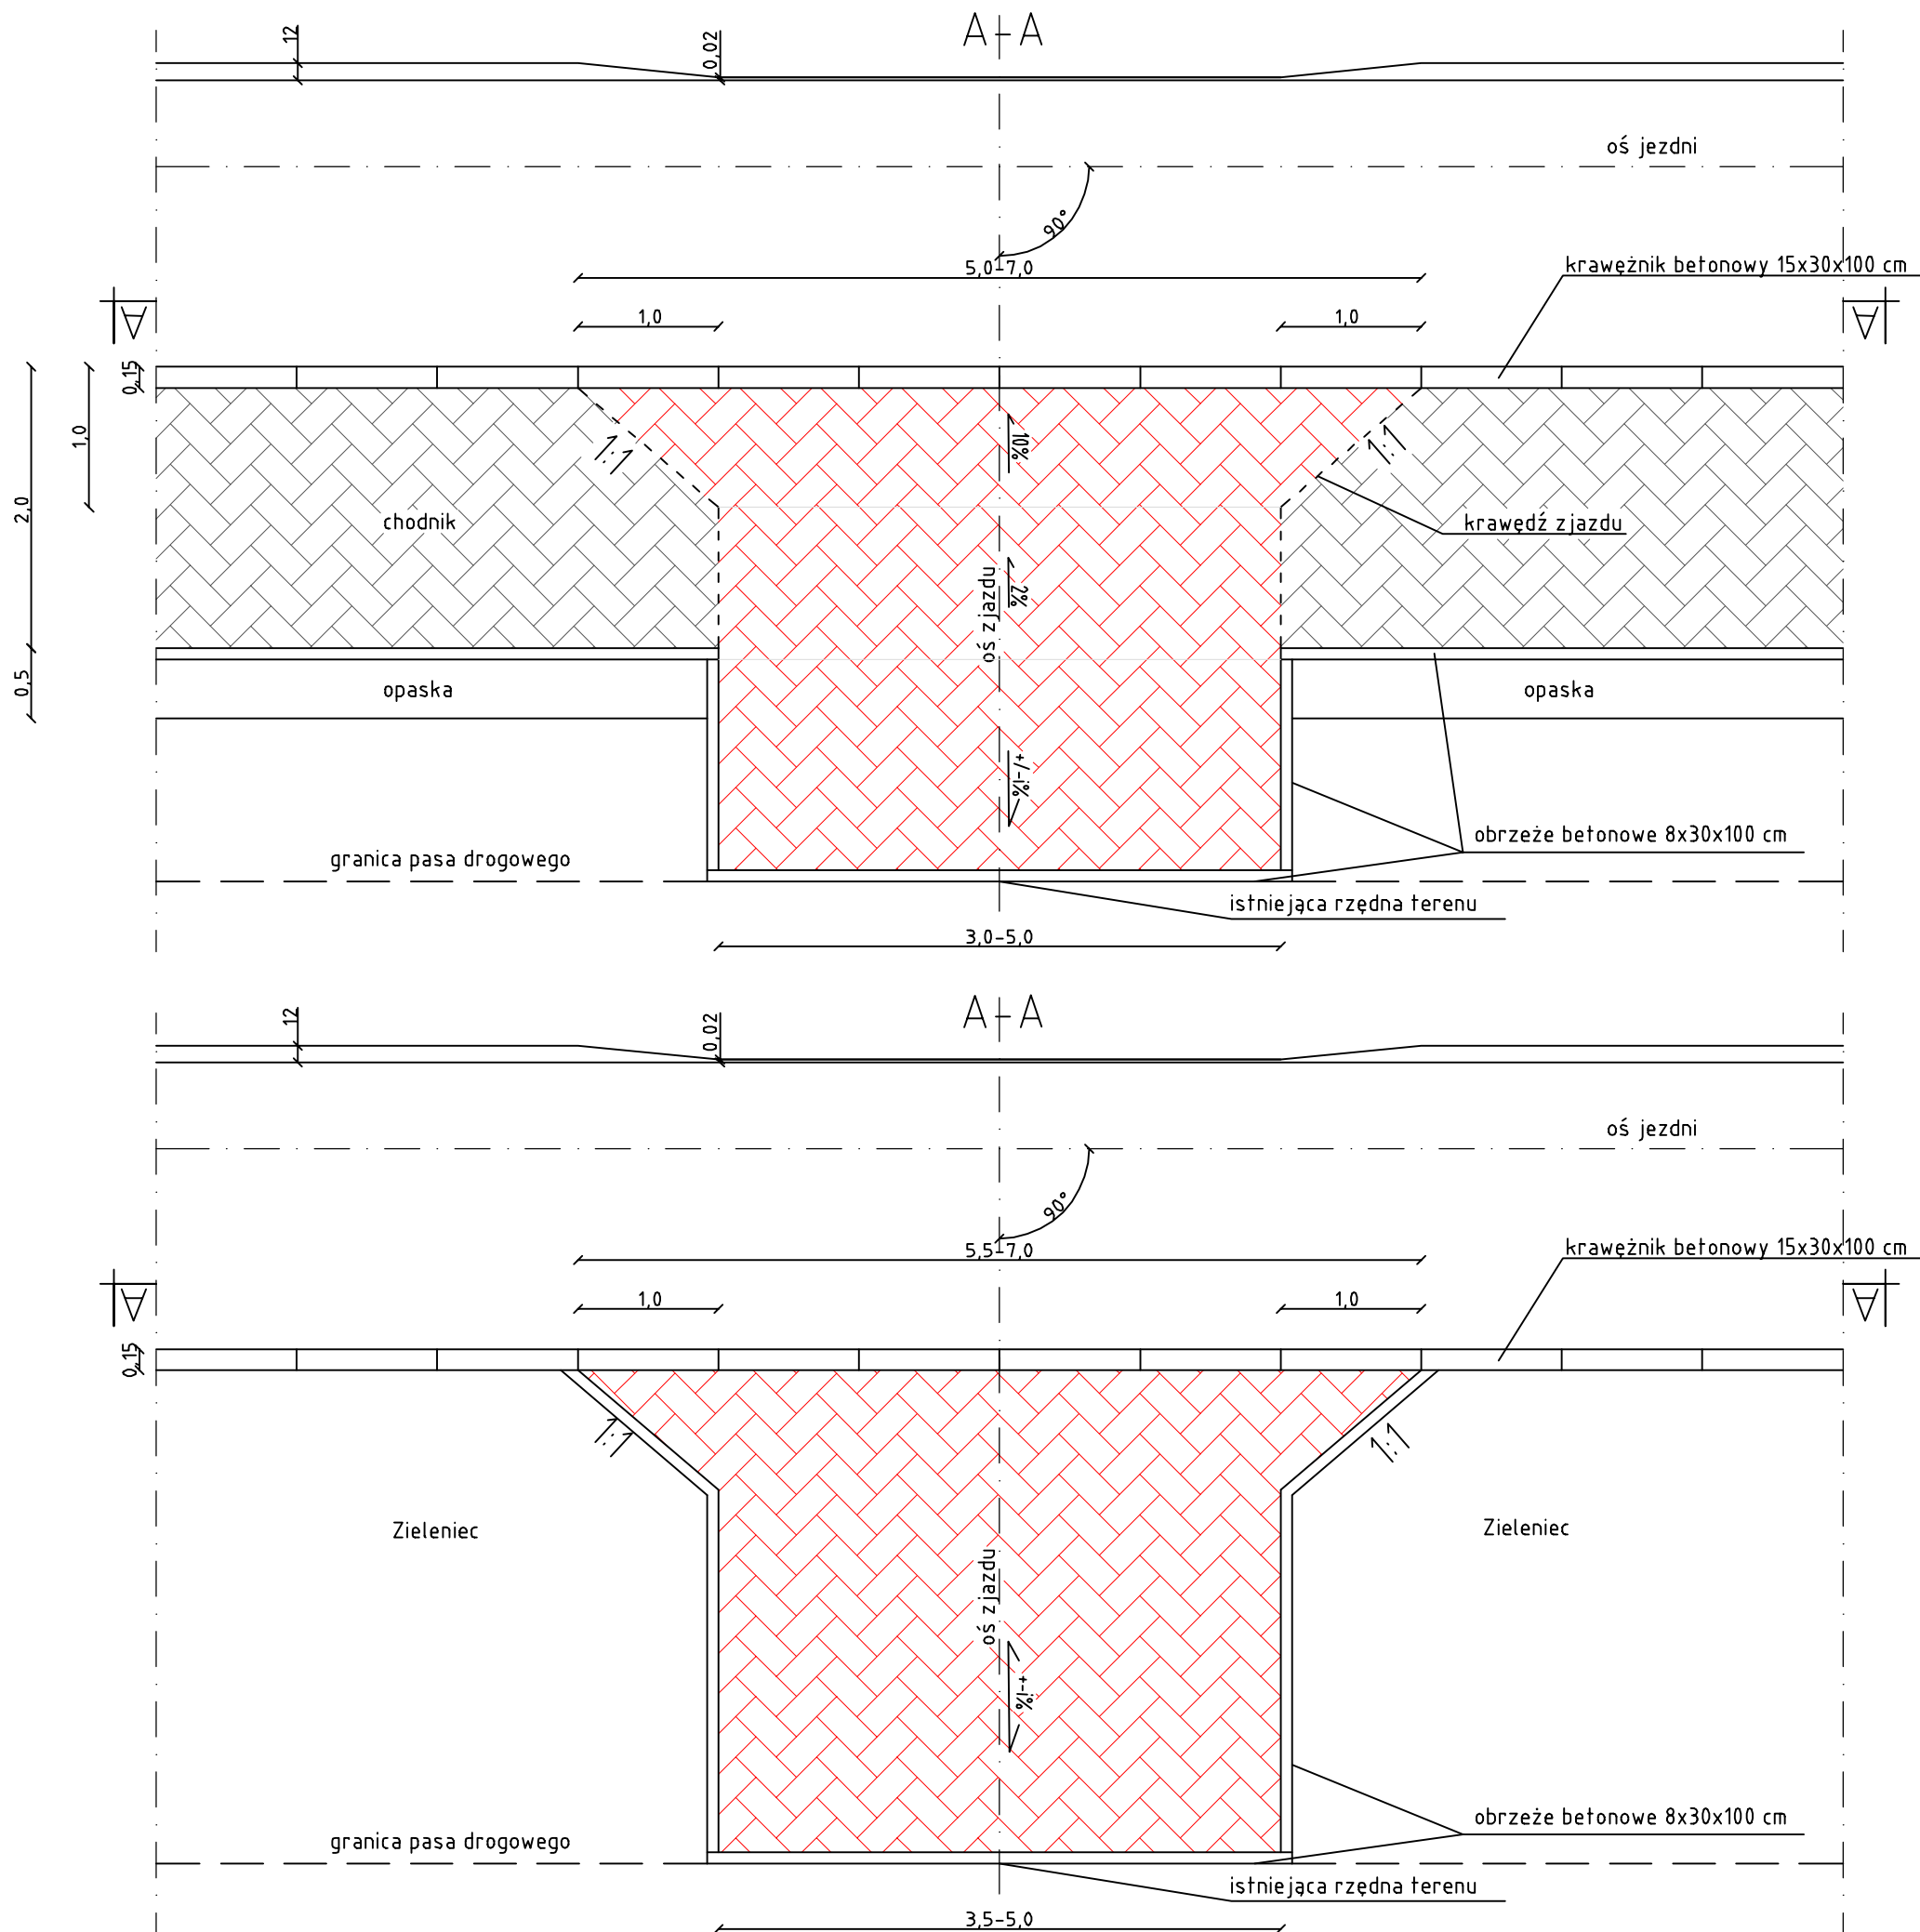 A-A
12
0,02
oś jezdni
90°
5,0-7,0
krawężnik betonowy 15x30x100 cm
A
A
1,0
1,0
0,15
1,0
2,0
0,5
10%
1:1
1:1
chodnik
krawędź zjazdu
oś zjazdu
2%
opaska
opaska
+/-i%
obrzeże betonowe 8x30x100 cm
granica pasa drogowego
istniejąca rzędna terenu
3,0-5,0
A-A
12
0,02
oś jezdni
90°
5,5-7,0
krawężnik betonowy 15x30x100 cm
A
A
1,0
1,0
0,15
1:1
1:1
Zieleniec
Zieleniec
oś zjazdu
+-i%
obrzeże betonowe 8x30x100 cm
granica pasa drogowego
istniejąca rzędna terenu
3,5-5,0